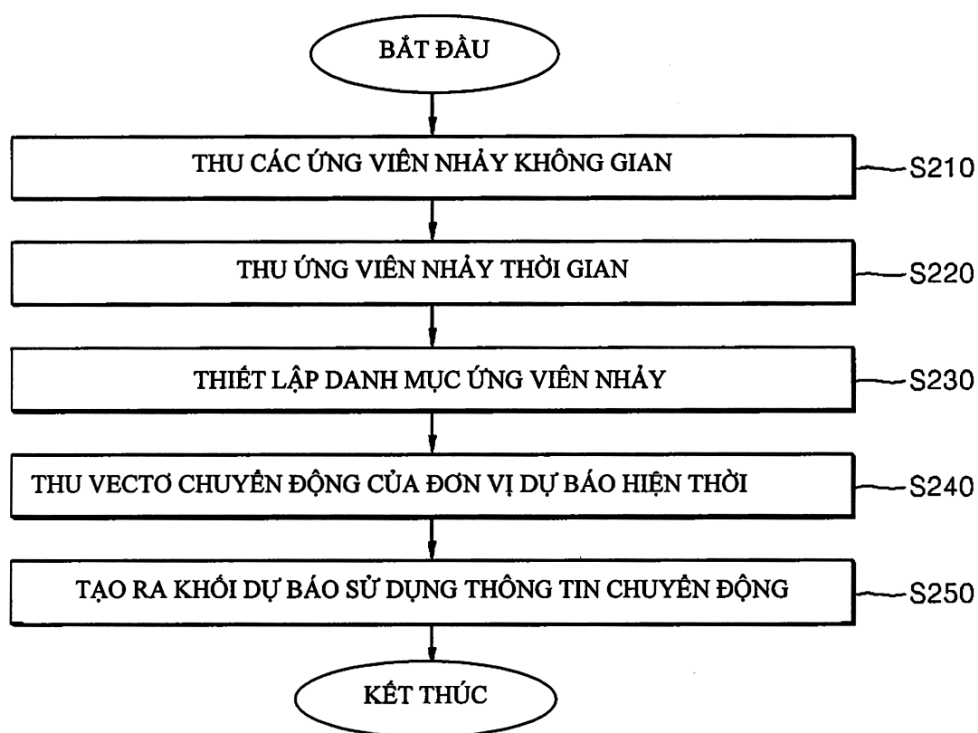 BẮT ĐẦU
THU CÁC ỨNG VIÊN NHẢY KHÔNG GIAN
S210
THU ỨNG VIÊN NHẢY THỜI GIAN
S220
THIẾT LẬP DANH MỤC ỨNG VIÊN NHẢY
S230
THU VECTƠ CHUYỂN ĐỘNG CỦA ĐƠN VỊ DỰ BÁO HIỆN THỜI
S240
TẠO RA KHỐI DỰ BÁO SỬ DỤNG THÔNG TIN CHUYỂN ĐỘNG
S250
KẾT THÚC